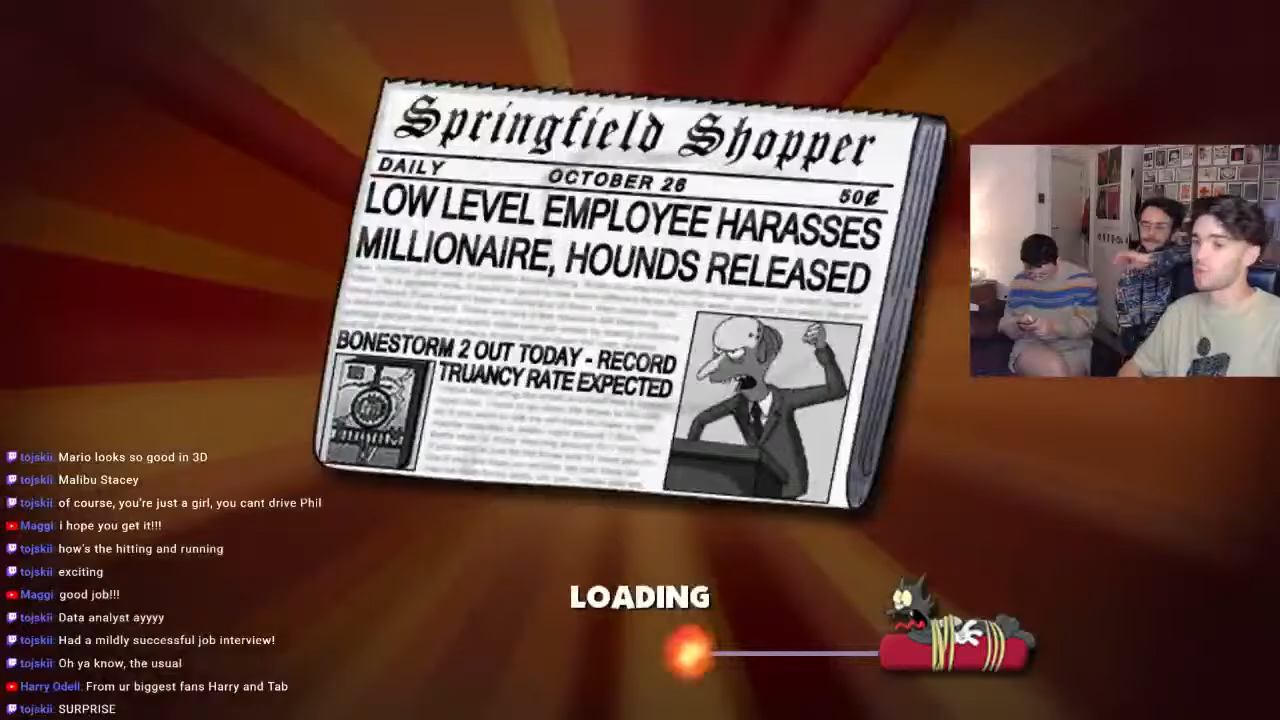 Springfield Shopper
DAILY OCTOBER 26 50¢
LOW LEVEL EMPLOYEE HARASSES
MILLIONAIRE, HOUNDS RELEASED
BONESTORM 2 OUT TODAY - RECORD
TRUANCY RATE EXPECTED
LOADING
tojskii: Mario looks so good in 3D
tojskii: Malibu Stacey
tojskii: of course, you're just a girl, you cant drive Phil
Maggi: i hope you get it!!!
tojskii: how's the hitting and running
tojskii: exciting
Maggi: good job!!!
tojskii: Data analyst ayyyy
tojskii: Had a mildly successful job interview!
tojskii: Oh ya know, the usual
Harry Odell: From ur biggest fans Harry and Tab
tojskii: SURPRISE